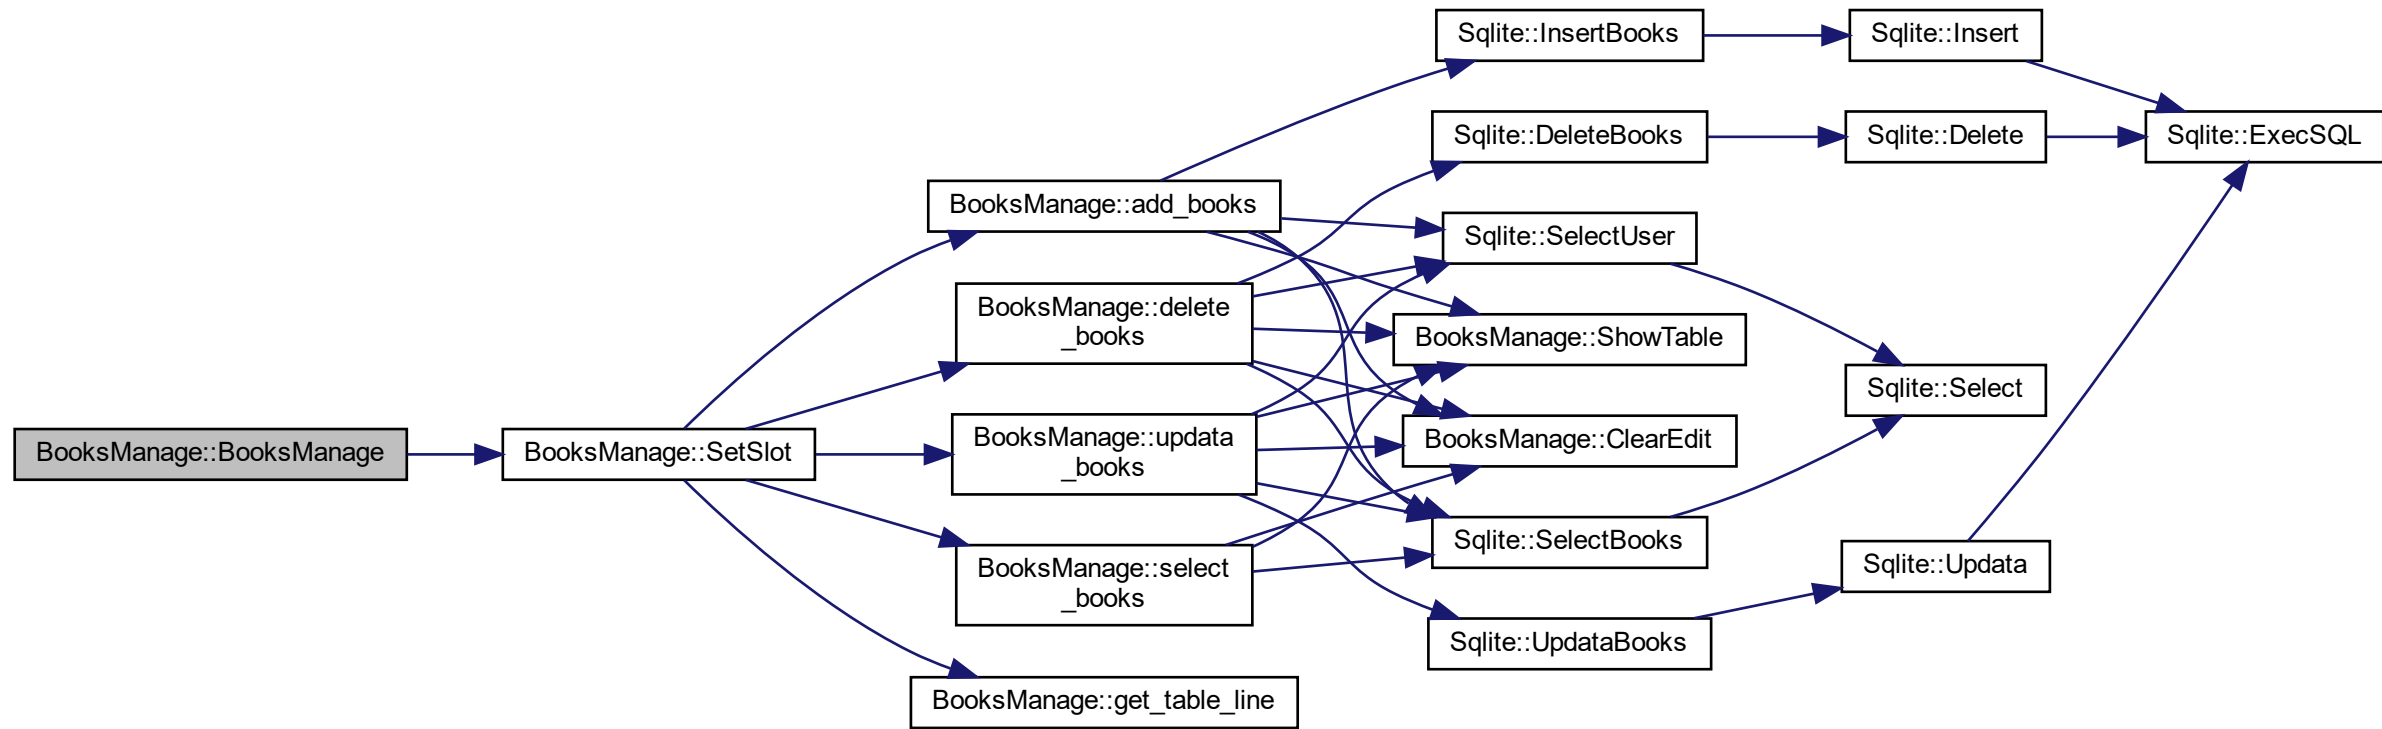 BooksManage::BooksManage
BooksManage::SetSlot
BooksManage::add_books
BooksManage::delete
_books
BooksManage::updata
_books
BooksManage::select
_books
BooksManage::get_table_line
Sqlite::InsertBooks
Sqlite::DeleteBooks
Sqlite::SelectUser
BooksManage::ShowTable
BooksManage::ClearEdit
Sqlite::SelectBooks
Sqlite::UpdataBooks
Sqlite::Insert
Sqlite::Delete
Sqlite::Select
Sqlite::Updata
Sqlite::ExecSQL